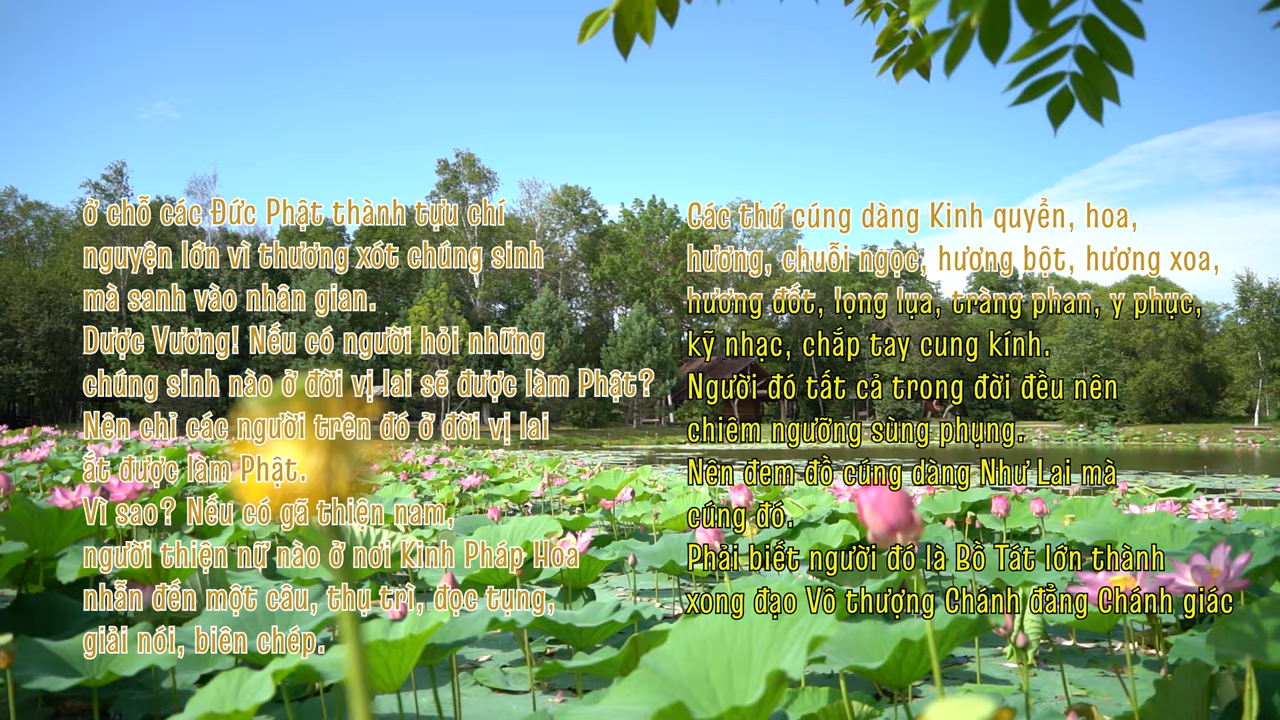 ở chỗ các Đức Phật thành tựu chí
nguyện lớn vì thương xót chúng sinh
mà sanh vào nhân gian.
Dược Vương! Nếu có người hỏi những
chúng sinh nào ở đời vị lai sẽ được làm Phật?
Nên chỉ các người trên đó ở đời vị lai
ắt được làm Phật.
Vì sao? Nếu có gã thiện nam,
người thiện nữ nào ở nơi Kinh Pháp Hoa
nhẫn đến một câu, thụ trì, đọc tụng,
giải nói, biên chép.
Các thứ cúng dàng Kinh quyển, hoa,
hương, chuỗi ngọc, hương bột, hương xoa,
hương đốt, lọng lụa, tràng phan, y phục,
kỹ nhạc, chắp tay cung kính.
Người đó tất cả trong đời đều nên
chiêm ngưỡng sùng phụng.
Nên đem đồ cúng dàng Như Lai mà
cúng đó.
Phải biết người đó là Bồ Tát lớn thành
xong đạo Vô thượng Chánh đẳng Chánh giác